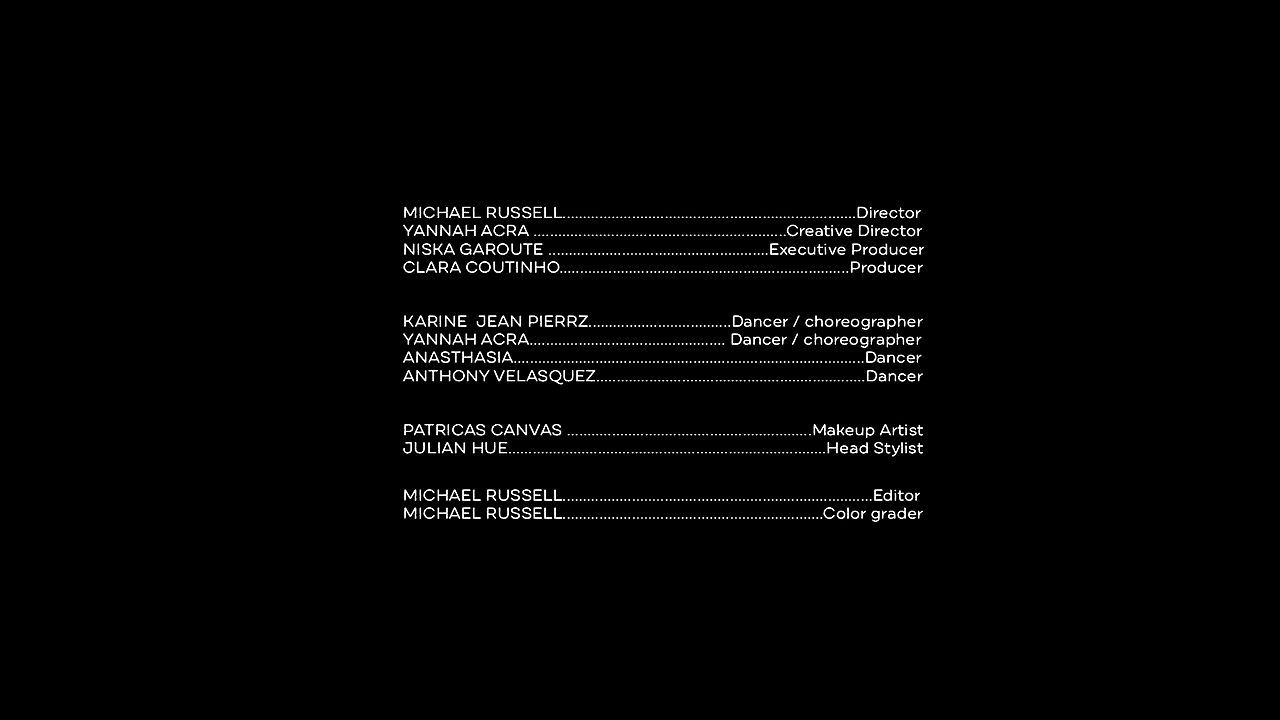 MICHAEL RUSSELL........................................................................Director
YANNAH ACRA ..............................................................Creative Director
NISKA GAROUTE ......................................................Executive Producer
CLARA COUTINHO.......................................................................Producer
KARINE  JEAN PIERRZ...................................Dancer / choreographer
YANNAH ACRA................................................ Dancer / choreographer
ANASTHASIA......................................................................................Dancer
ANTHONY VELASQUEZ..................................................................Dancer
PATRICAS CANVAS ............................................................Makeup Artist
JULIAN HUE..............................................................................Head Stylist
MICHAEL RUSSELL............................................................................Editor
MICHAEL RUSSELL................................................................Color grader